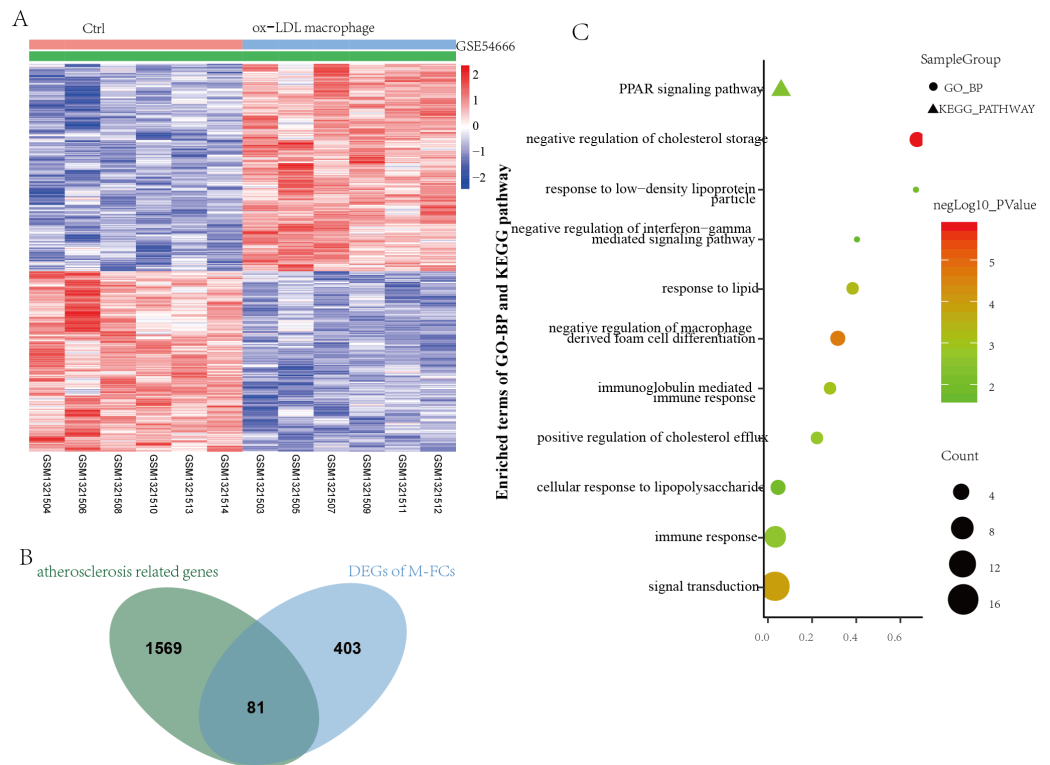 A
Ctrl
ox−LDL macrophage
GSE54666
2
1
0
−1
−2
GSM1321504
GSM1321506
GSM1321508
GSM1321510
GSM1321513
GSM1321514
GSM1321503
GSM1321505
GSM1321507
GSM1321509
GSM1321511
GSM1321512
B
atherosclerosis related genes
DEGs of M-FCs
1569
403
81
C
Enriched terms of GO-BP and KEGG pathway
PPAR signaling pathway
negative regulation of cholesterol storage
response to low−density lipoprotein
particle
negative regulation of interferon−gamma
mediated signaling pathway
response to lipid
negative regulation of macrophage
derived foam cell differentiation
immunoglobulin mediated
immune response
positive regulation of cholesterol efflux
cellular response to lipopolysaccharide
immune response
signal transduction
0.0
0.2
0.4
0.6
SampleGroup
GO_BP
KEGG_PATHWAY
negLog10_PValue
5
4
3
2
Count
4
8
12
16